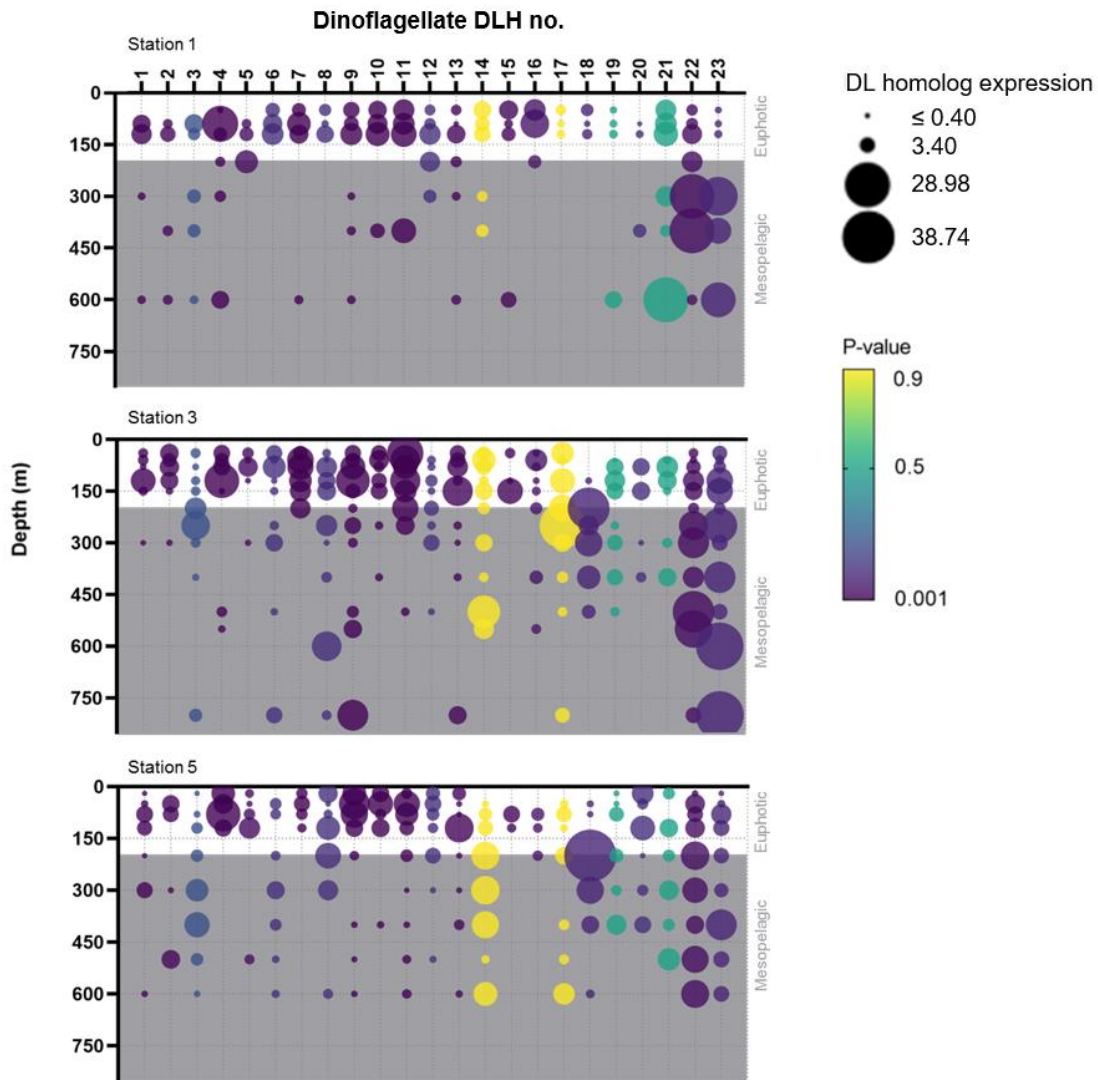 Dinoflagellate DLH no.
Station 1
1 2 3 4 5 6 7 8 9 10 11 12 13 14 15 16 17 18 19 20 21 22 23
0
150
300
450
600
750
Euphotic
Mesopelagic
Station 3
0
150
300
450
600
750
Euphotic
Mesopelagic
Depth (m)
Station 5
0
150
300
450
600
750
Euphotic
Mesopelagic
DL homolog expression
≤ 0.40
3.40
28.98
38.74
P-value
0.9
0.5
0.001